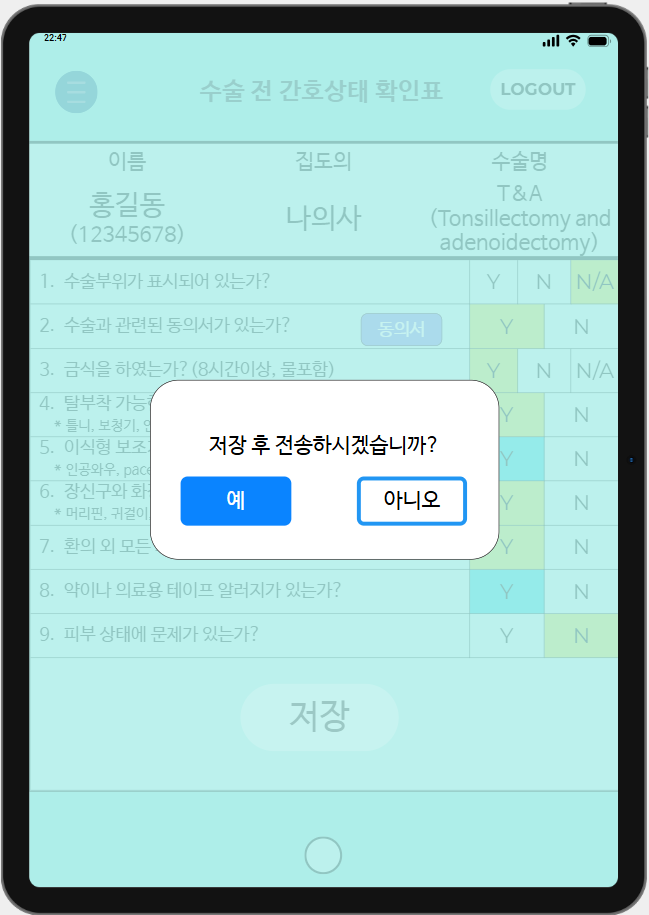 22:47
수술 전 간호상태 확인표
LOGOUT
이름 집도의 수술명
홍길동
(12345678)
나의사
T & A
(Tonsillectomy and
adenoidectomy)
1. 수술부위가 표시되어 있는가? Y N N/A
2. 수술과 관련된 동의서가 있는가? 동의서 Y N
3. 금식을 하였는가? (8시간이상, 물포함) Y N N/A
4. 탈부착 가능 Y N
* 틀니, 보청기,
5. 이식형 보조 Y N
* 인공와우, pace
6. 장신구와 화 Y N
* 머리핀, 귀걸이
7. 환의 외 모든 Y N
8. 약이나 의료용 테이프 알러지가 있는가? Y N
9. 피부 상태에 문제가 있는가? Y N
저장 후 전송하시겠습니까?
예 아니오
저장